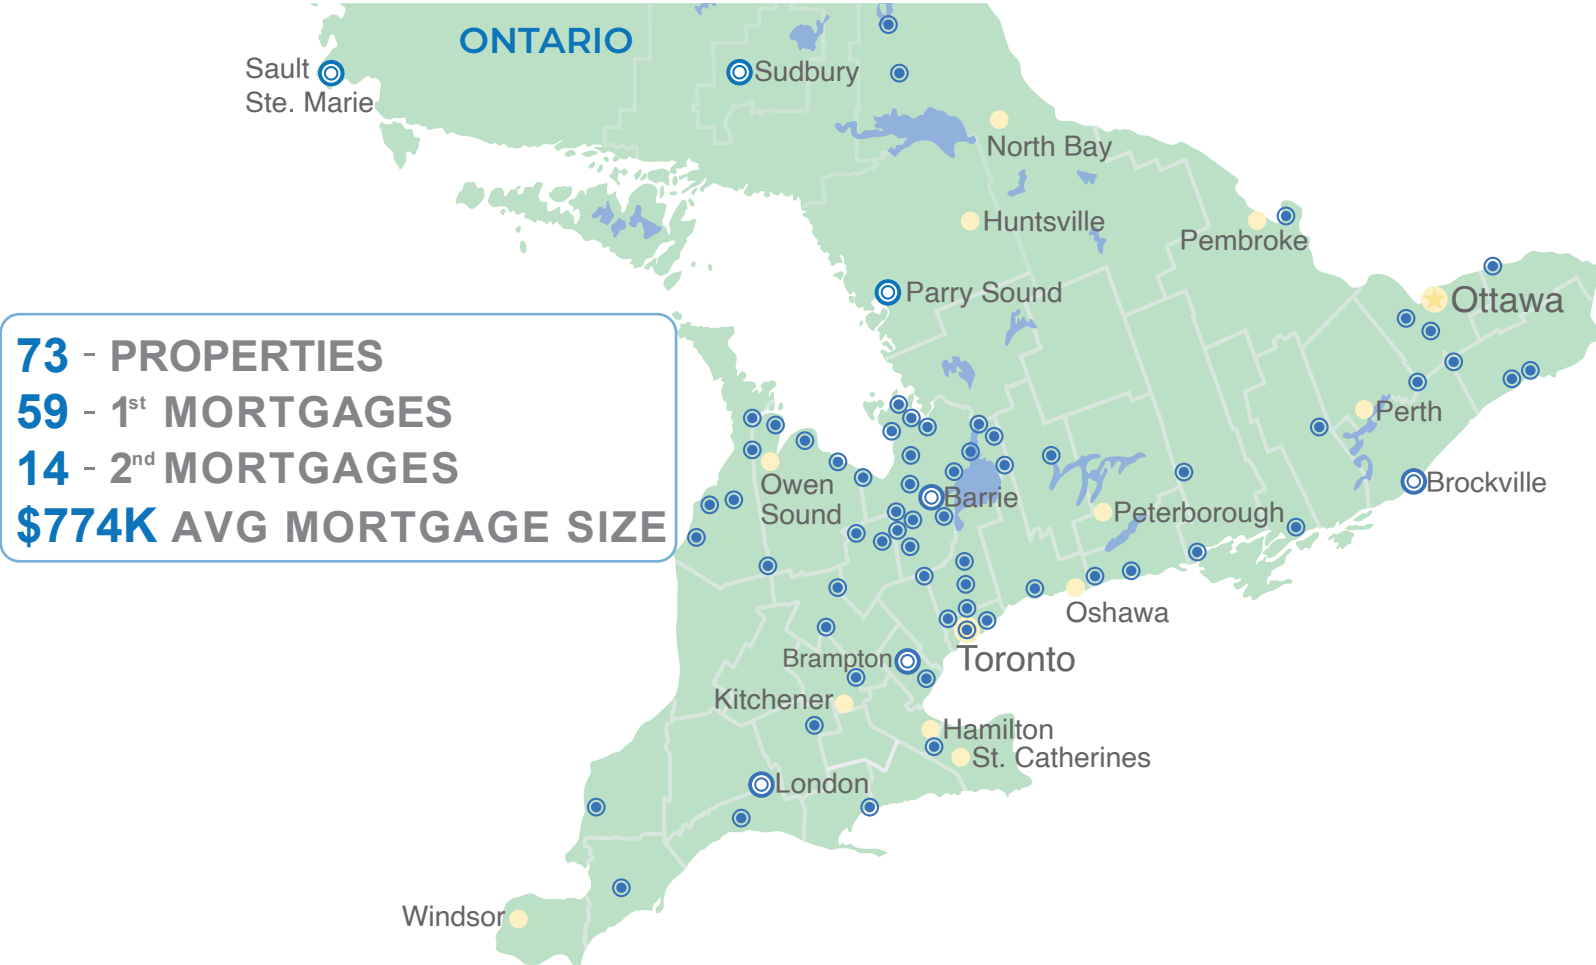 ONTARIO
Sault
Ste. Marie
Sudbury
North Bay
Huntsville
Pembroke
Parry Sound
Ottawa
73 - PROPERTIES
59 - 1st MORTGAGES
14 - 2nd MORTGAGES
$774K AVG MORTGAGE SIZE
Perth
Owen
Sound
Barrie
Brockville
Peterborough
Oshawa
Brampton
Toronto
Kitchener
Hamilton
St. Catherines
London
Windsor